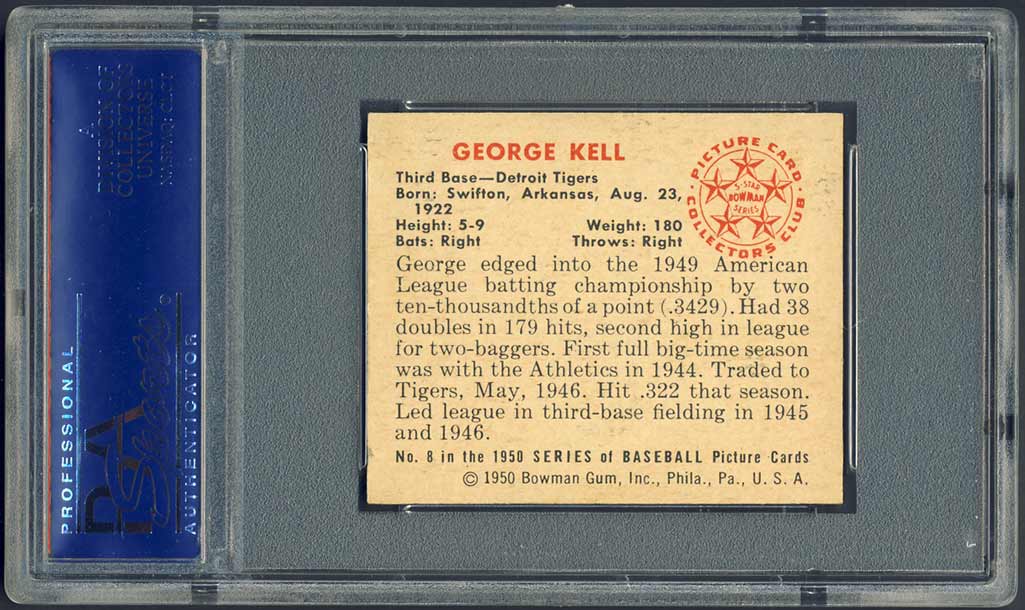 A
DIVISION OF
COLLECTORS
UNIVERSE
NASDAQ: CLCT
PROFESSIONAL
PSA
Sports
AUTHENTICATOR
GEORGE KELL
Third Base—Detroit Tigers
Born: Swifton, Arkansas, Aug. 23,
1922
Height: 5-9 Weight: 180
Bats: Right Throws: Right
PICTURE CARD
COLLECTORS CLUB
5-STAR
BOWMAN
SERIES
George edged into the 1949 American
League batting championship by two
ten-thousandths of a point (.3429). Had 38
doubles in 179 hits, second high in league
for two-baggers. First full big-time season
was with the Athletics in 1944. Traded to
Tigers, May, 1946. Hit .322 that season.
Led league in third-base fielding in 1945
and 1946.
No. 8 in the 1950 SERIES of BASEBALL Picture Cards
© 1950 Bowman Gum, Inc., Phila., Pa., U. S. A.